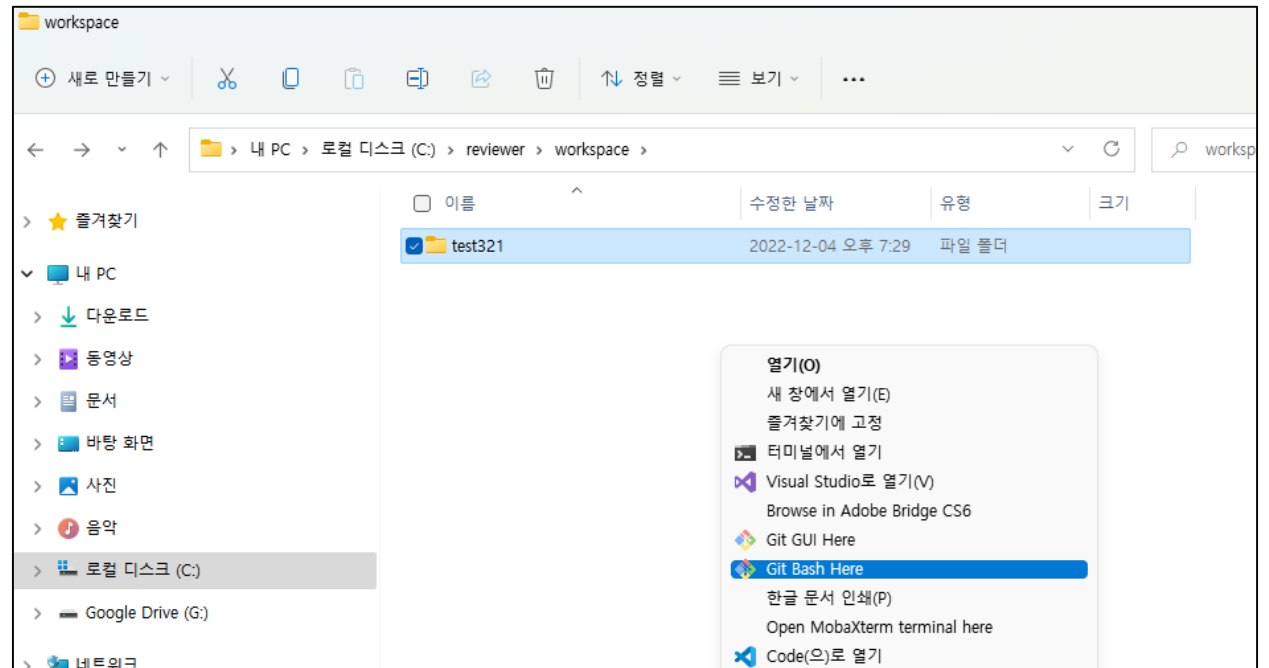 workspace
새로 만들기 정렬 보기 ...
내 PC > 로컬 디스크 (C:) > reviewer > workspace > worksp
이름 수정한 날짜 유형 크기
즐겨찾기
test321 2022-12-04 오후 7:29 파일 폴더
내 PC
다운로드
동영상
문서
바탕 화면
사진
음악
로컬 디스크 (C:)
Google Drive (G:)
네트워크
열기(O)
새 창에서 열기(E)
즐겨찾기에 고정
터미널에서 열기
Visual Studio로 열기(V)
Browse in Adobe Bridge CS6
Git GUI Here
Git Bash Here
한글 문서 인쇄(P)
Open MobaXterm terminal here
Code(으)로 열기